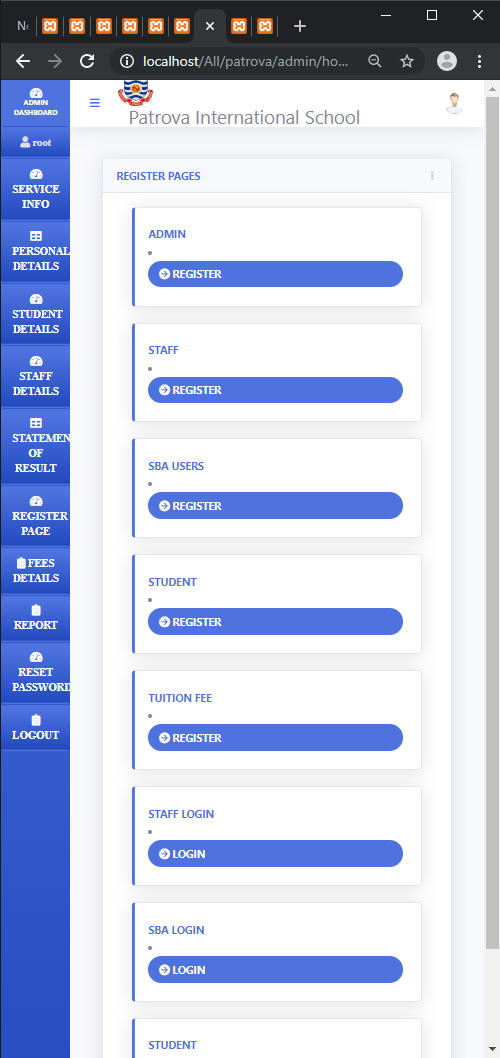 Ne
localhost/All/patrova/admin/ho...
ADMIN
DASHBOARD
root
SERVICE
INFO
PERSONAL
DETAILS
STUDENT
DETAILS
STAFF
DETAILS
STATEMEN
OF
RESULT
REGISTER
PAGE
FEES
DETAILS
REPORT
RESET
PASSWORD
LOGOUT
Patrova International School
REGISTER PAGES
ADMIN
REGISTER
STAFF
REGISTER
SBA USERS
REGISTER
STUDENT
REGISTER
TUITION FEE
REGISTER
STAFF LOGIN
LOGIN
SBA LOGIN
LOGIN
STUDENT